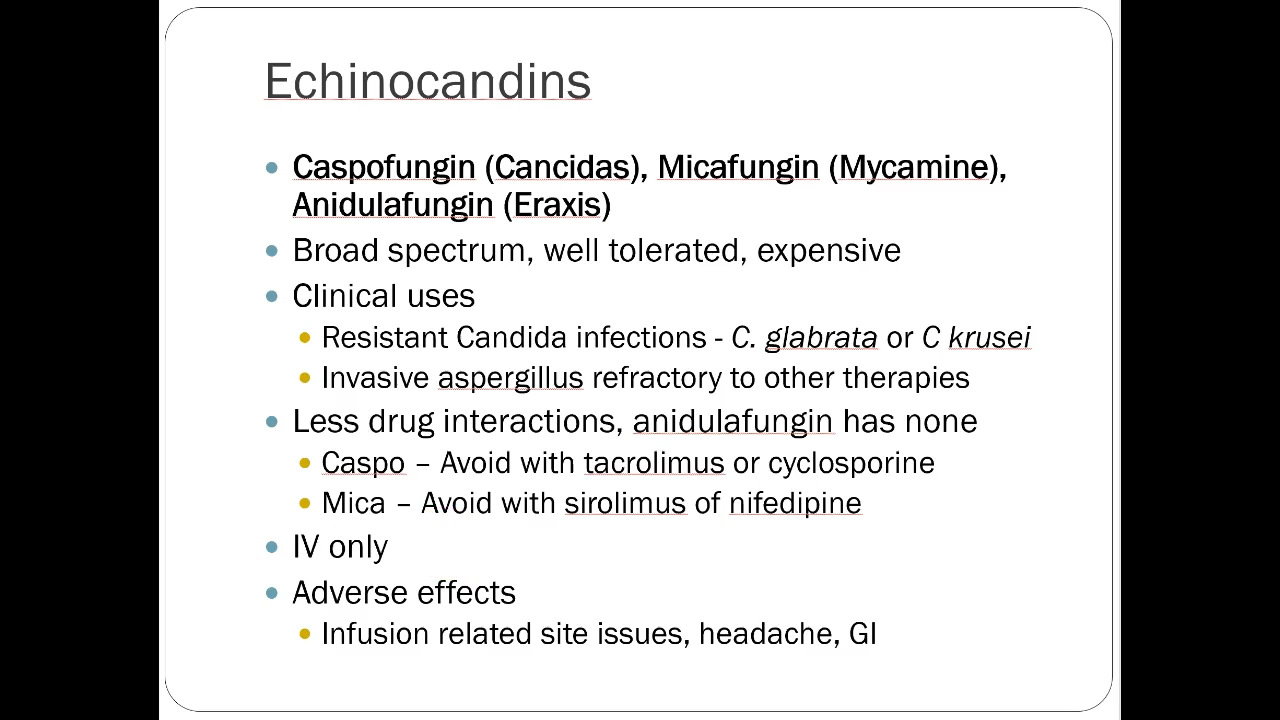 Echinocandins
Caspofungin (Cancidas), Micafungin (Mycamine),
Anidulafungin (Eraxis)
Broad spectrum, well tolerated, expensive
Clinical uses
Resistant Candida infections - C. glabrata or C krusei
Invasive aspergillus refractory to other therapies
Less drug interactions, anidulafungin has none
Caspo – Avoid with tacrolimus or cyclosporine
Mica – Avoid with sirolimus of nifedipine
IV only
Adverse effects
Infusion related site issues, headache, GI